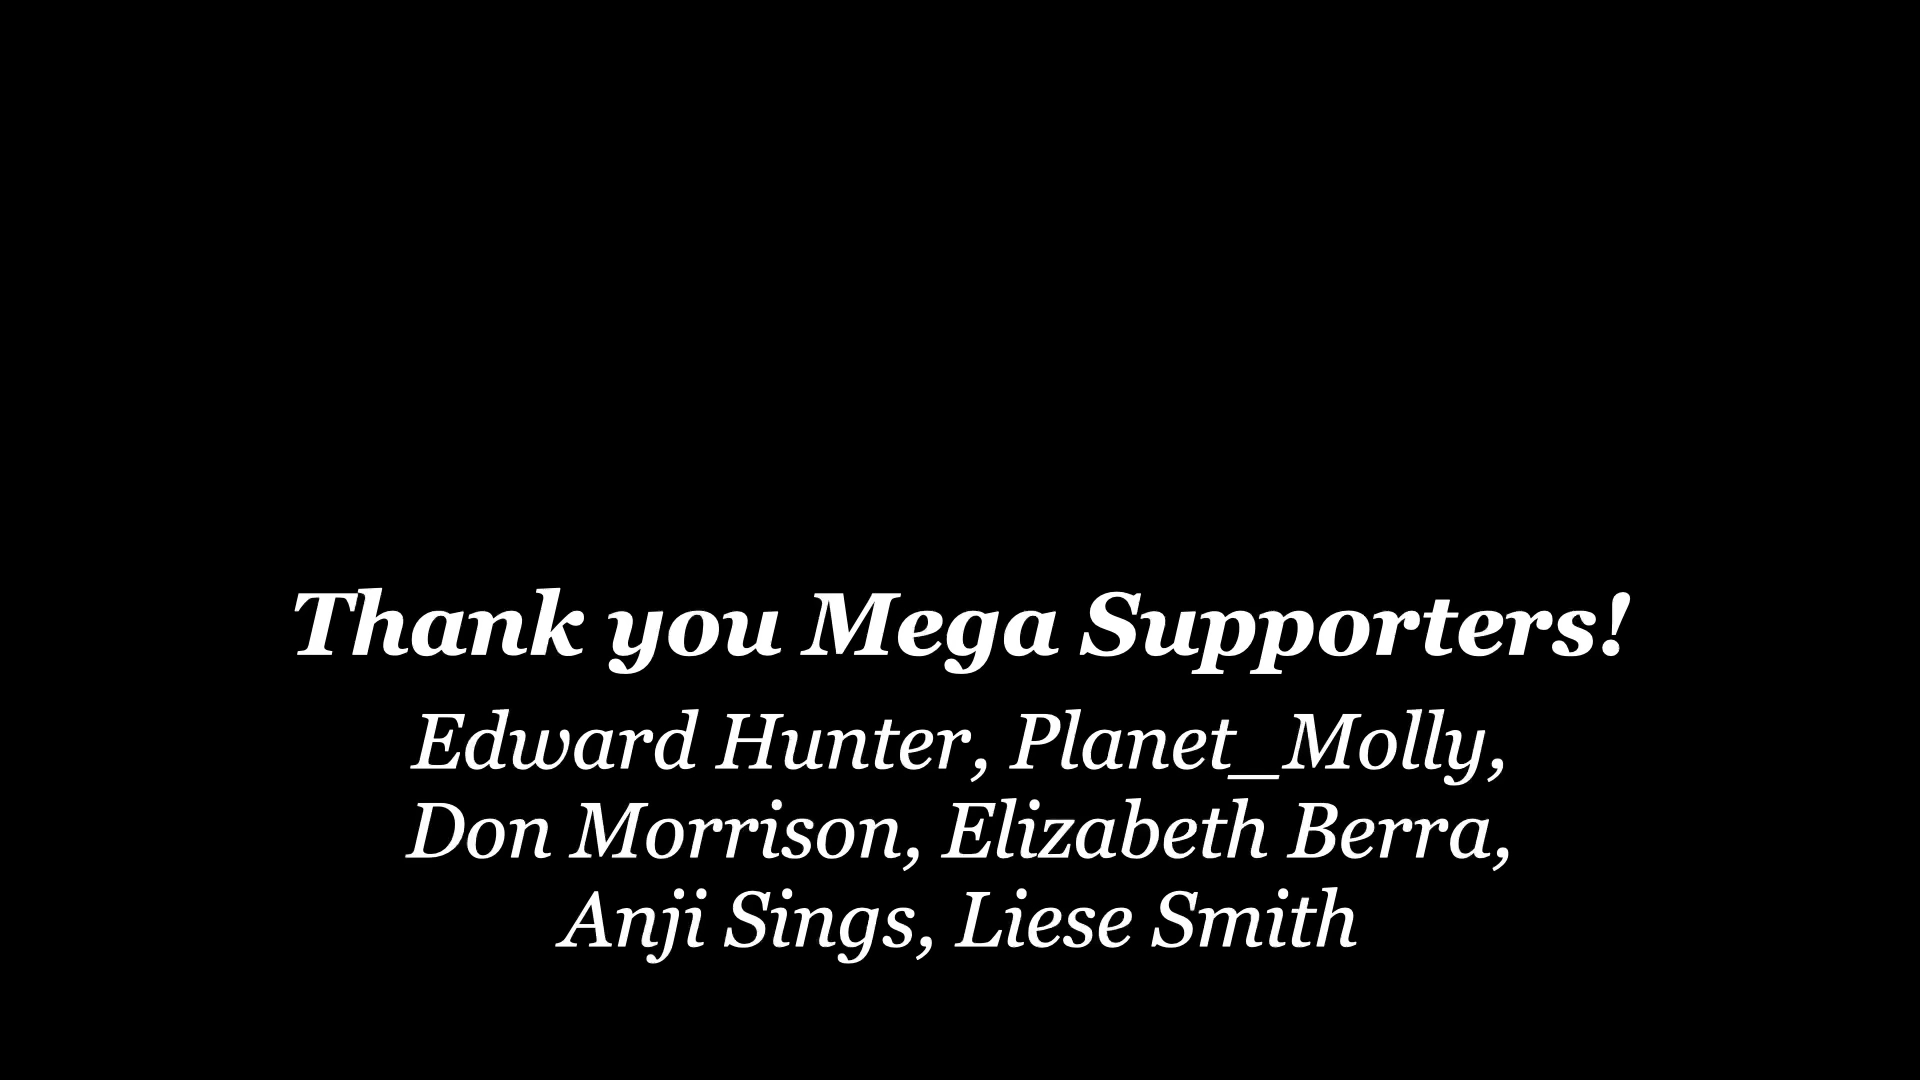 Thank you Mega Supporters!
Edward Hunter, Planet_Molly,
Don Morrison, Elizabeth Berra,
Anji Sings, Liese Smith